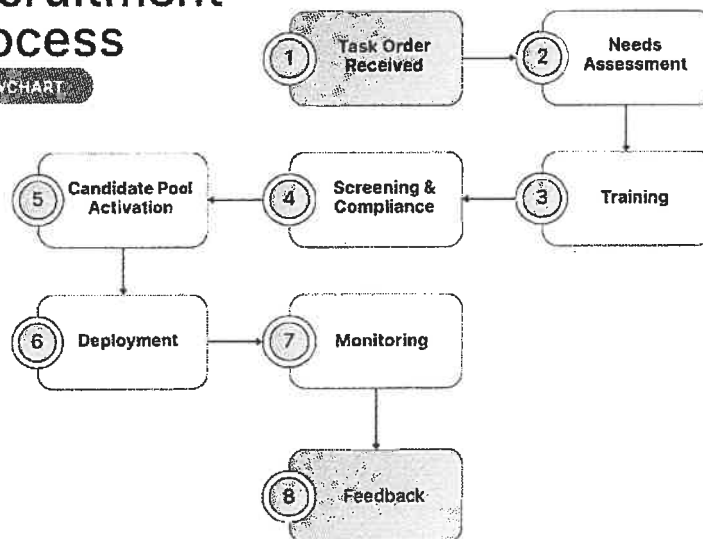 ocess
1
Task Order
Received
2
Needs
Assessment
3
Training
4
Screening &
Compliance
5
Candidate Pool
Activation
6
Deployment
7
Monitoring
8
Feedback